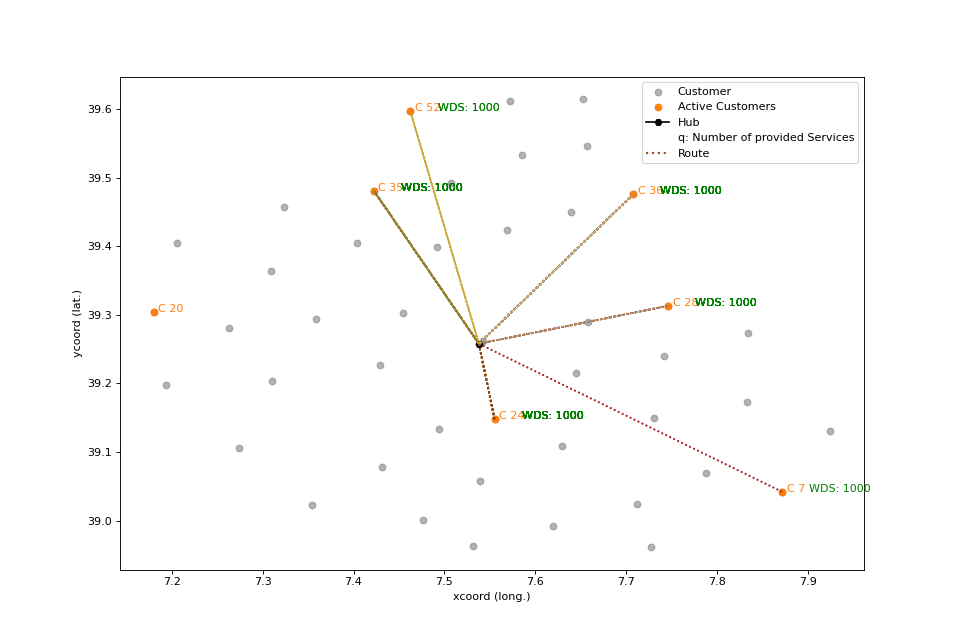 Customer
Active Customers
Hub
q: Number of provided Services
Route
39.6
39.5
39.4
39.3
39.2
39.1
39.0
ycoord (lat.)
C 52 WDS: 1000
C 35 WDS: 1000
C 36 WDS: 1000
C 20
C 28 WDS: 1000
C 24 WDS: 1000
C 7 WDS: 1000
7.2 7.3 7.4 7.5 7.6 7.7 7.8 7.9
xcoord (long.)